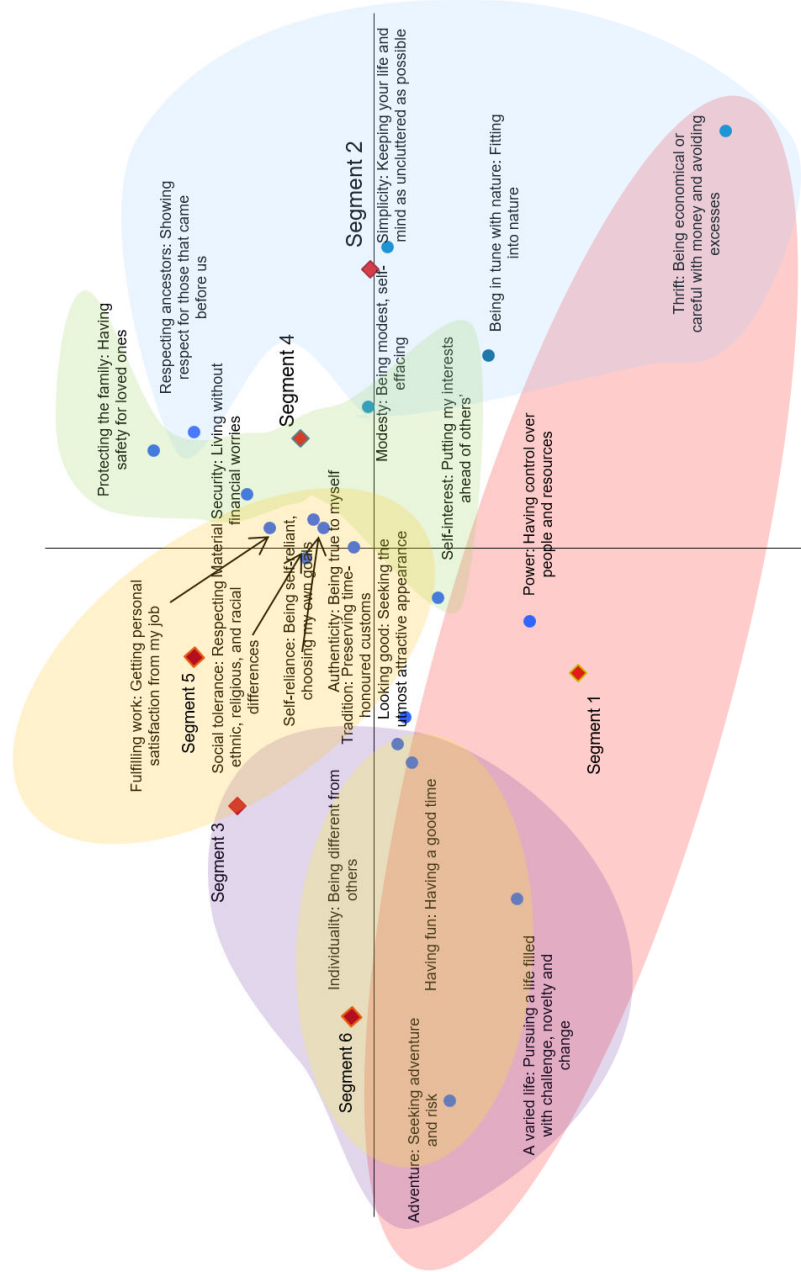 Protecting the family: Having
safety for loved ones
Fulfilling work: Getting personal
satisfaction from my job
Respecting ancestors: Showing
respect for those that came
before us
Segment 5
Segment 3
Social tolerance: Respecting
ethnic, religious, and racial
differences
Material Security: Living without
financial worries
Segment 4
Self-reliance: Being self-reliant,
choosing my own goals
Authenticity: Being true to myself
Individuality: Being different from
others
Tradition: Preserving time-
honoured customs
Segment 6
Segment 2
Looking good: Seeking the
utmost attractive appearance
Modesty: Being modest, self-
effacing
Simplicity: Keeping your life and
mind as uncluttered as possible
Adventure: Seeking adventure
and risk
Having fun: Having a good time
Self-interest: Putting my interests
ahead of others’
Being in tune with nature: Fitting
into nature
A varied life: Pursuing a life filled
with challenge, novelty and
change
Power: Having control over
people and resources
Segment 1
Thrift: Being economical or
careful with money and avoiding
excesses